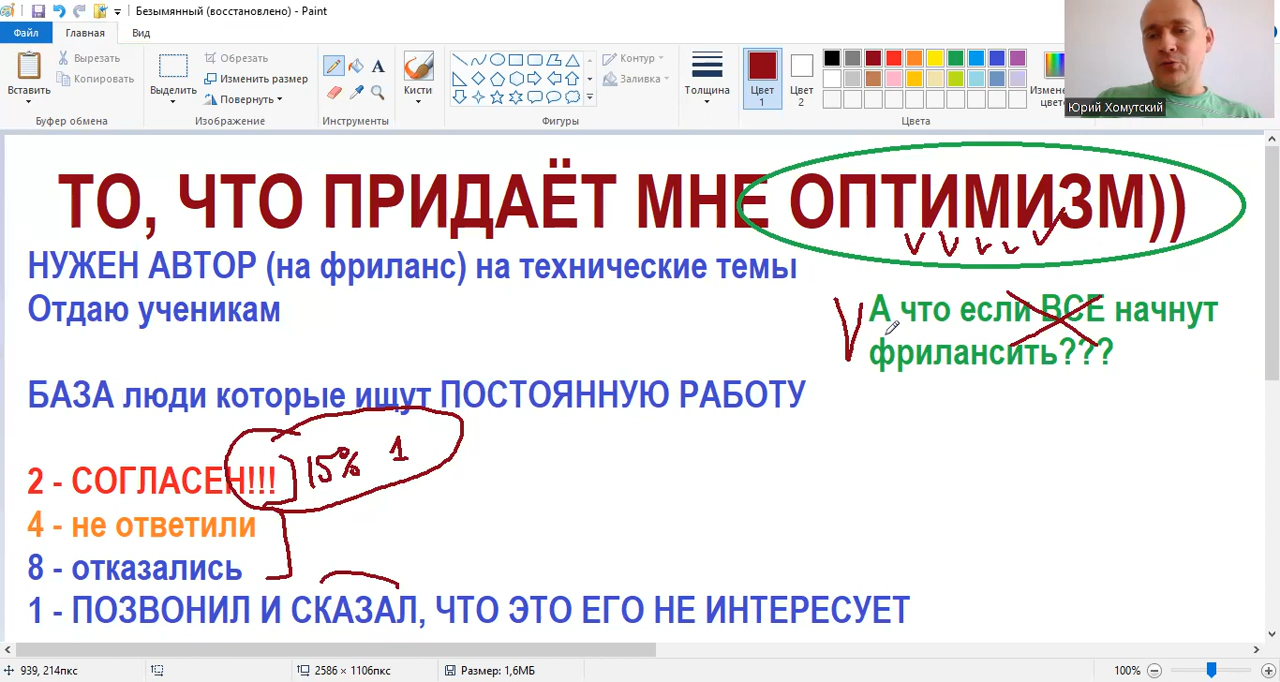 Безымянный (восстановлено) - Paint
Файл
Главная
Вид
Вставить
Вырезать
Копировать
Буфер обмена
Выделить
Обрезать
Изменить размер
Повернуть
Изображение
Инструменты
Кисти
Контур
Заливка
Фигуры
Толщина
Цвет 1
Цвет 2
Цвета
Юрий Хомутский
ТО, ЧТО ПРИДАЁТ МНЕ ОПТИМИЗМ))
НУЖЕН АВТОР (на фриланс) на технические темы
Отдаю ученикам
А что если ВСЕ начнут
фрилансить???
БАЗА люди которые ищут ПОСТОЯННУЮ РАБОТУ
15% 1
2 - СОГЛАСЕН!!!
4 - не ответили
8 - отказались
1 - ПОЗВОНИЛ И СКАЗАЛ, ЧТО ЭТО ЕГО НЕ ИНТЕРЕСУЕТ
939, 214пкс
2586 × 1106пкс
Размер: 1,6МБ
100%